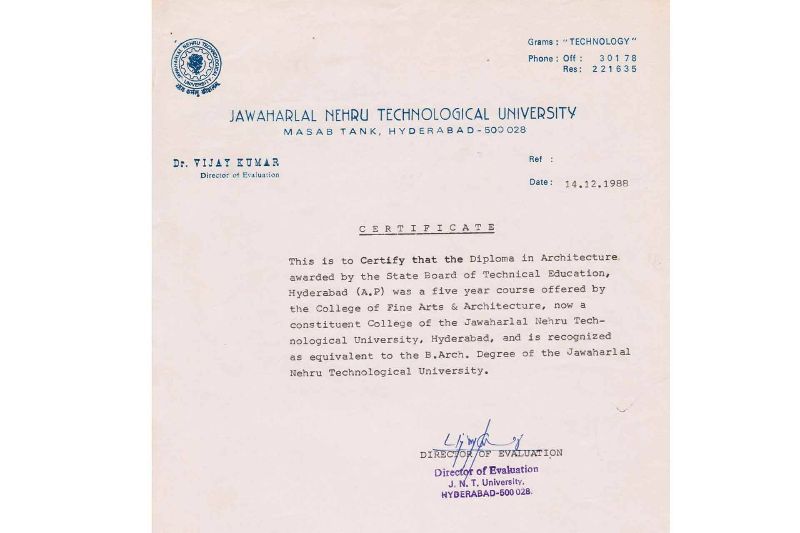 JAWAHARLAL NEHRU TECHNOLOGICAL UNIVERSITY
Grams : "TECHNOLOGY"
Phone : Off : 30178
Res : 221635
JAWAHARLAL NEHRU TECHNOLOGICAL UNIVERSITY
MASAB TANK, HYDERABAD-500 028
Dr. VIJAY KUMAR
Director of Evaluation
Ref :
Date : 14.12.1988
CERTIFICATE
This is to Certify that the Diploma in Architecture
awarded by the State Board of Technical Education,
Hyderabad (A.P) was a five year course offered by
the College of Fine Arts & Architecture, now a
constituent College of the Jawaharlal Nehru Tech-
nological University, Hyderabad, and is recognized
as equivalent to the B.Arch. Degree of the Jawaharlal
Nehru Technological University.
DIRECTOR OF EVALUATION
Director of Evaluation
J. N. T. University.
HYDERABAD-500 028.